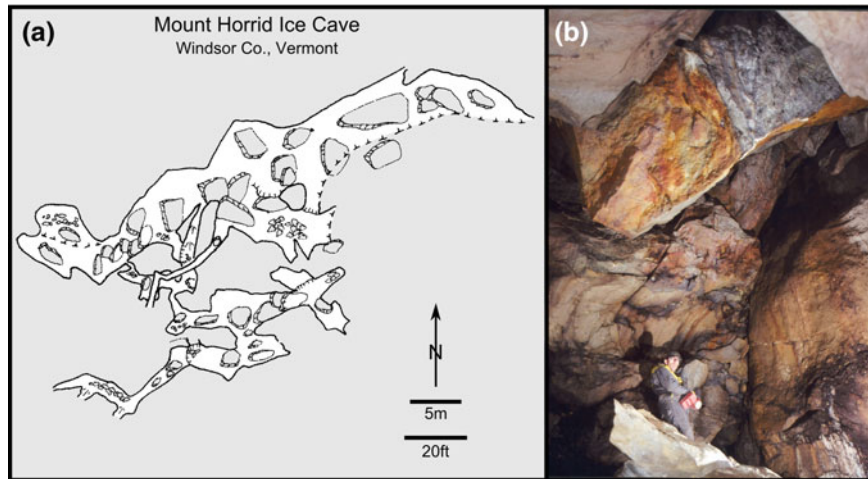 (a)
Mount Horrid Ice Cave
Windsor Co., Vermont
N
5m
20ft
(b)